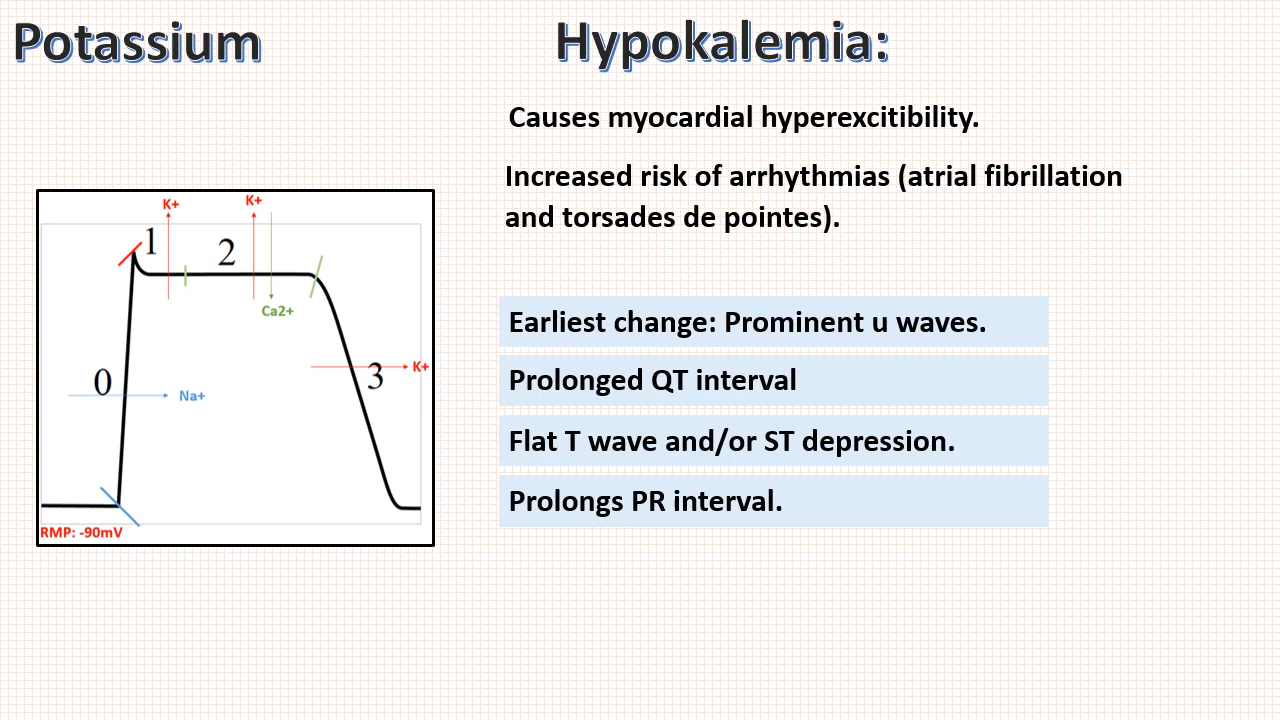 Potassium
Hypokalemia:
Causes myocardial hyperexcitibility.
Increased risk of arrhythmias (atrial fibrillation
and torsades de pointes).
K+
K+
1
2
Ca2+
0
3
K+
Na+
RMP: -90mV
Earliest change: Prominent u waves.
Prolonged QT interval
Flat T wave and/or ST depression.
Prolongs PR interval.